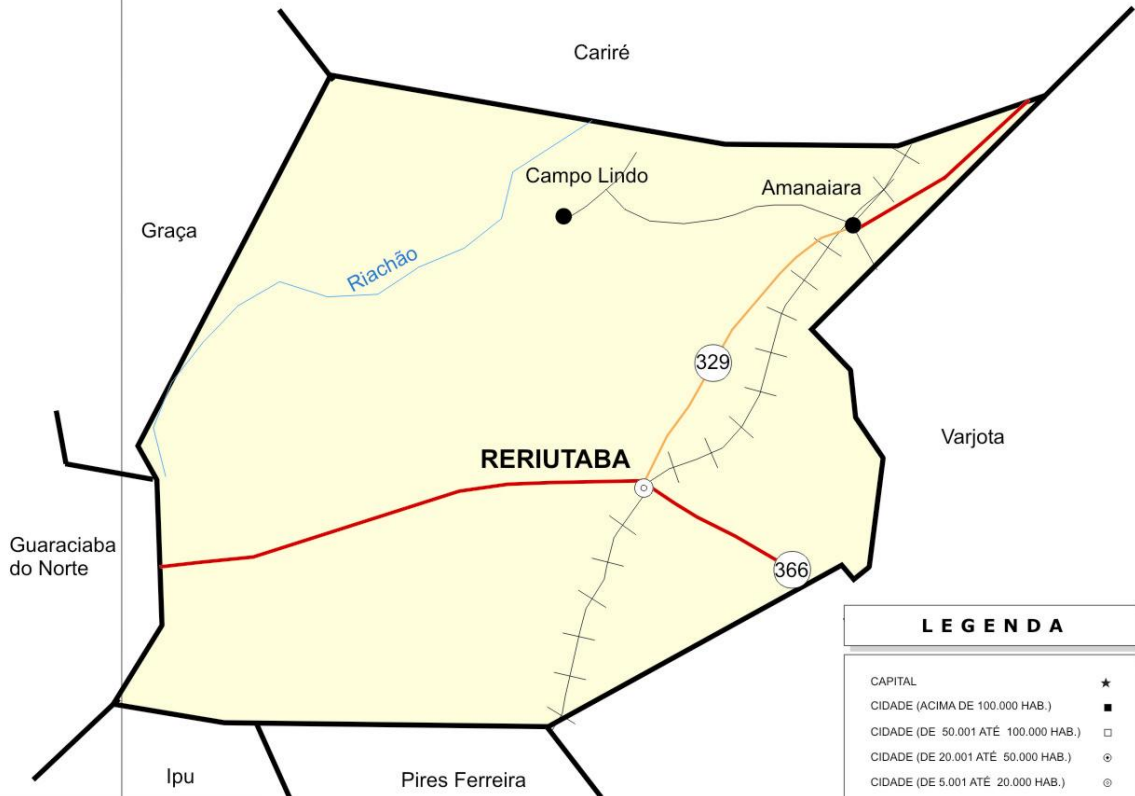 Cariré
Campo Lindo
Amanaiara
Graça
Riachão
329
Varjota
RERIUTABA
Guaraciaba
do Norte
366
LEGENDA
CAPITAL
CIDADE (ACIMA DE 100.000 HAB.)
CIDADE (DE 50.001 ATÉ 100.000 HAB.)
CIDADE (DE 20.001 ATÉ 50.000 HAB.)
CIDADE (DE 5.001 ATÉ 20.000 HAB.)
Ipu
Pires Ferreira